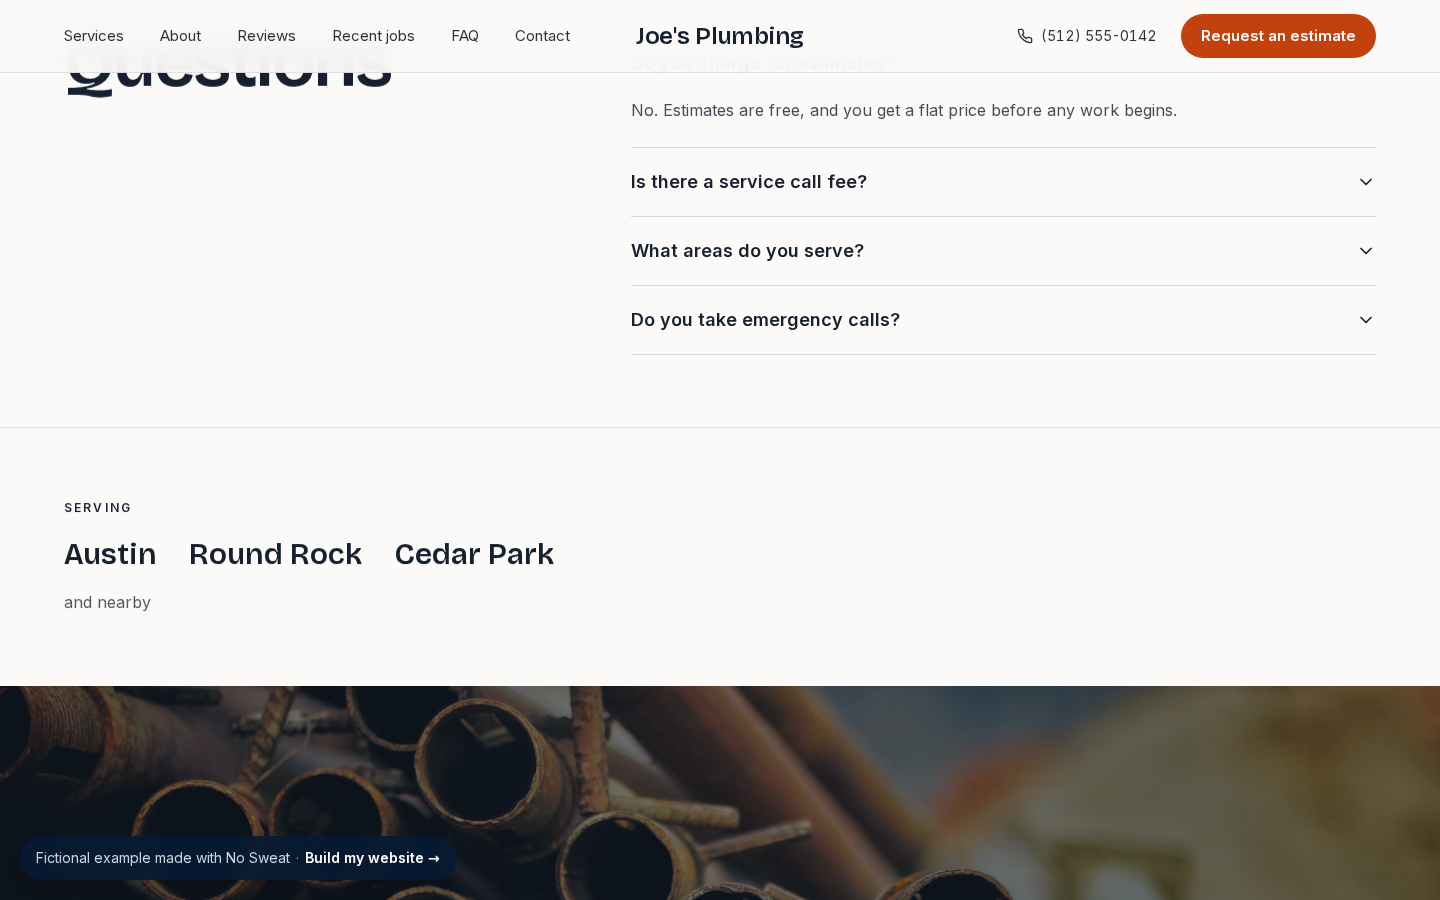 Services About Reviews Recent jobs FAQ Contact Joe's Plumbing (512) 555-0142 Request an estimate
Questions
Do you charge for estimates?
No. Estimates are free, and you get a flat price before any work begins.
Is there a service call fee?
What areas do you serve?
Do you take emergency calls?
SERVING
Austin Round Rock Cedar Park
and nearby
Fictional example made with No Sweat · Build my website →